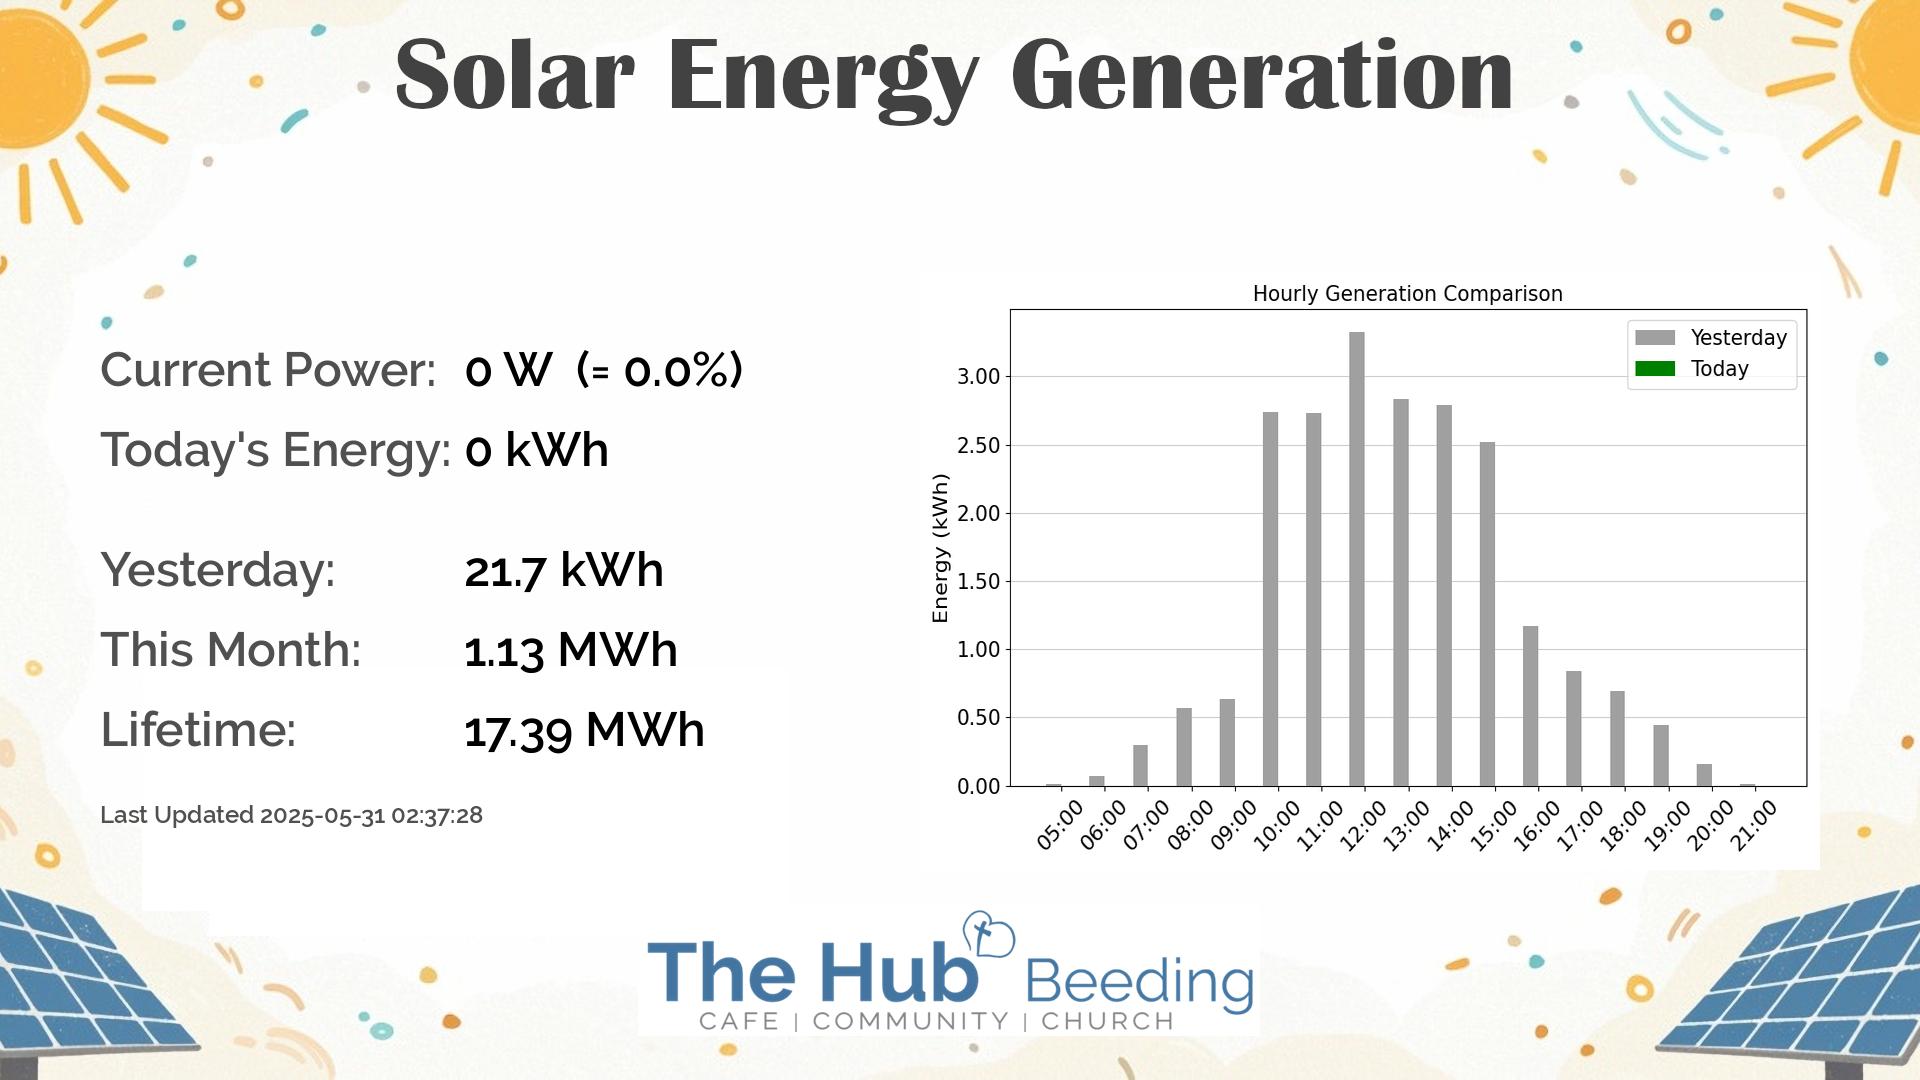 Solar Energy Generation
Current Power: 0 W (= 0.0%)
Today's Energy: 0 kWh
Yesterday: 21.7 kWh
This Month: 1.13 MWh
Lifetime: 17.39 MWh
Last Updated 2025-05-31 02:37:28
Hourly Generation Comparison
Yesterday
Today
Energy (kWh)
3.00
2.50
2.00
1.50
1.00
0.50
0.00
05:00 06:00 07:00 08:00 09:00 10:00 11:00 12:00 13:00 14:00 15:00 16:00 17:00 18:00 19:00 20:00 21:00
The Hub Beeding
CAFE | COMMUNITY | CHURCH